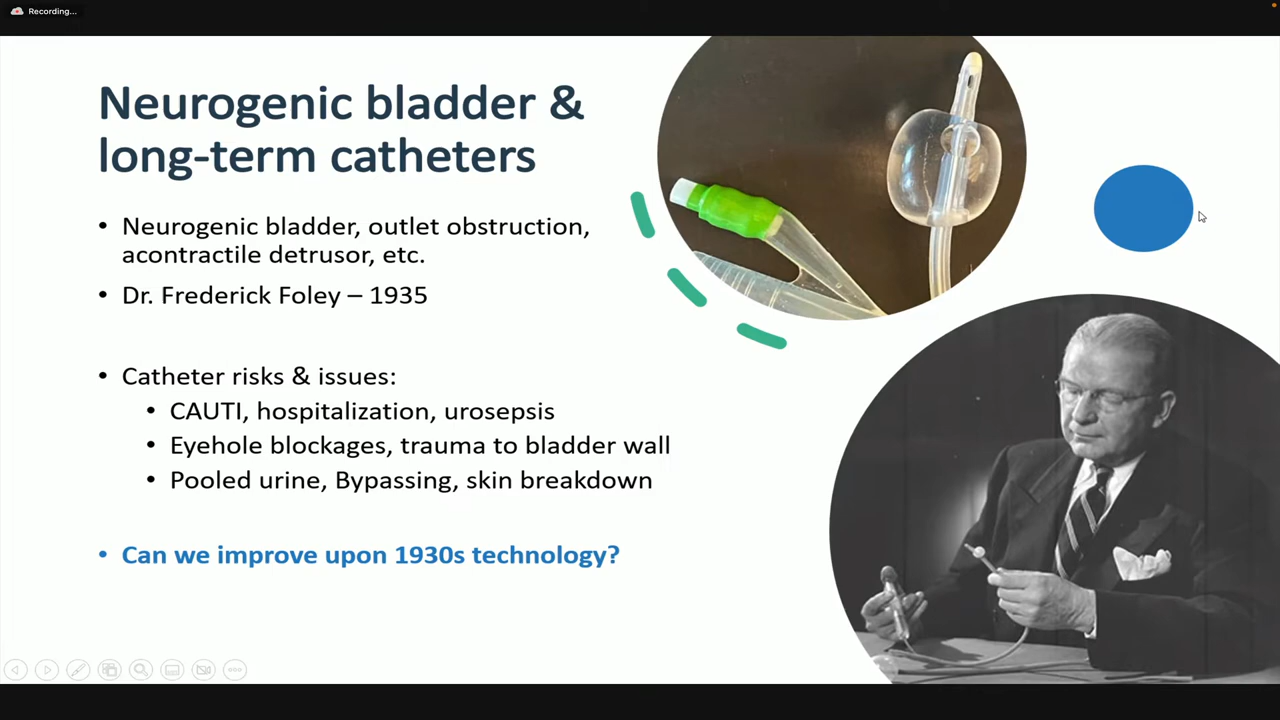 Recording...
Neurogenic bladder &
long-term catheters
• Neurogenic bladder, outlet obstruction,
acontractile detrusor, etc.
• Dr. Frederick Foley – 1935
• Catheter risks & issues:
• CAUTI, hospitalization, urosepsis
• Eyehole blockages, trauma to bladder wall
• Pooled urine, Bypassing, skin breakdown
• Can we improve upon 1930s technology?